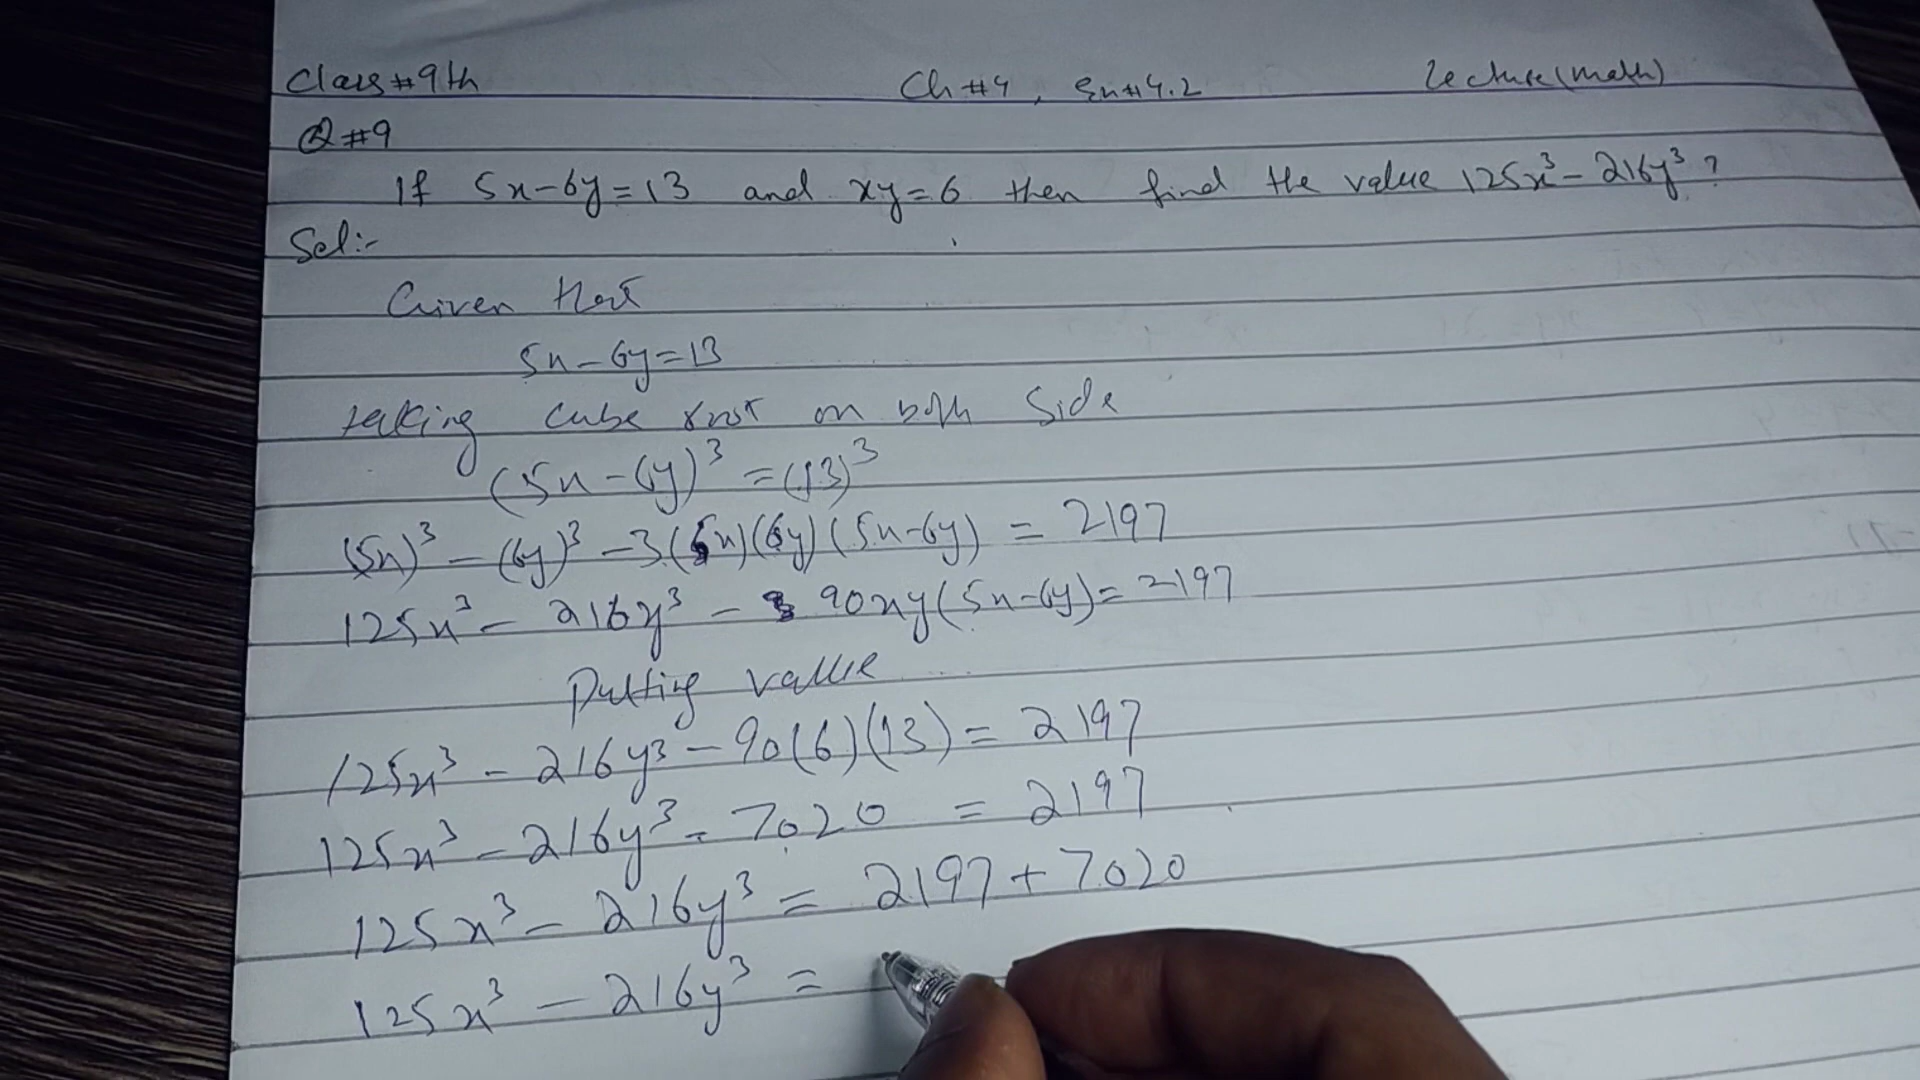 Class #9th Ch #4, Ex#4.2 Lecture (math)
Q #9
If 5x-6y=13 and xy=6 then find the value 125x³-216y³?
Sol:-
Given that
5x-6y=13
taking cube root on both side
(5x-6y)³ = (13)³
(5x)³ - (6y)³ - 3(5x)(6y)(5x-6y) = 2197
125x³ - 216y³ - 90xy(5x-6y) = 2197
Putting value
125x³ - 216y³ - 90(6)(13) = 2197
125x³ - 216y³ - 7020 = 2197
125x³ - 216y³ = 2197 + 7020
125x³ - 216y³ =